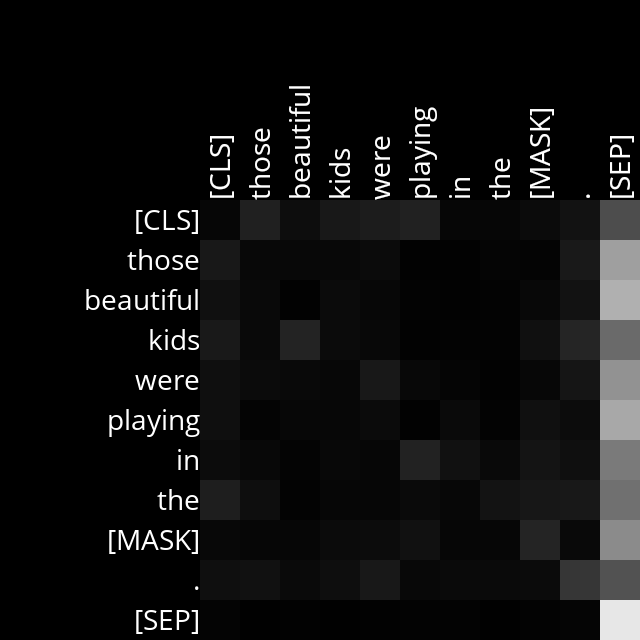 [CLS] those beautiful kids were playing in the [MASK] . [SEP]
[CLS]
those
beautiful
kids
were
playing
in
the
[MASK]
.
[SEP]